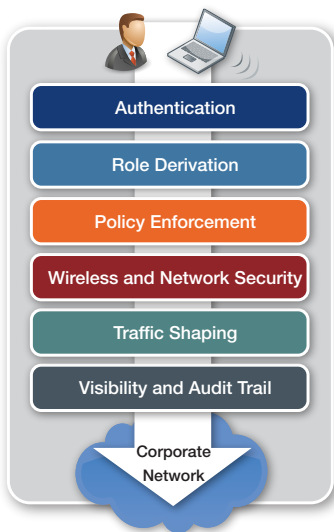 Authentication
Role Derivation
Policy Enforcement
Wireless and Network Security
Traffic Shaping
Visibility and Audit Trail
Corporate
Network